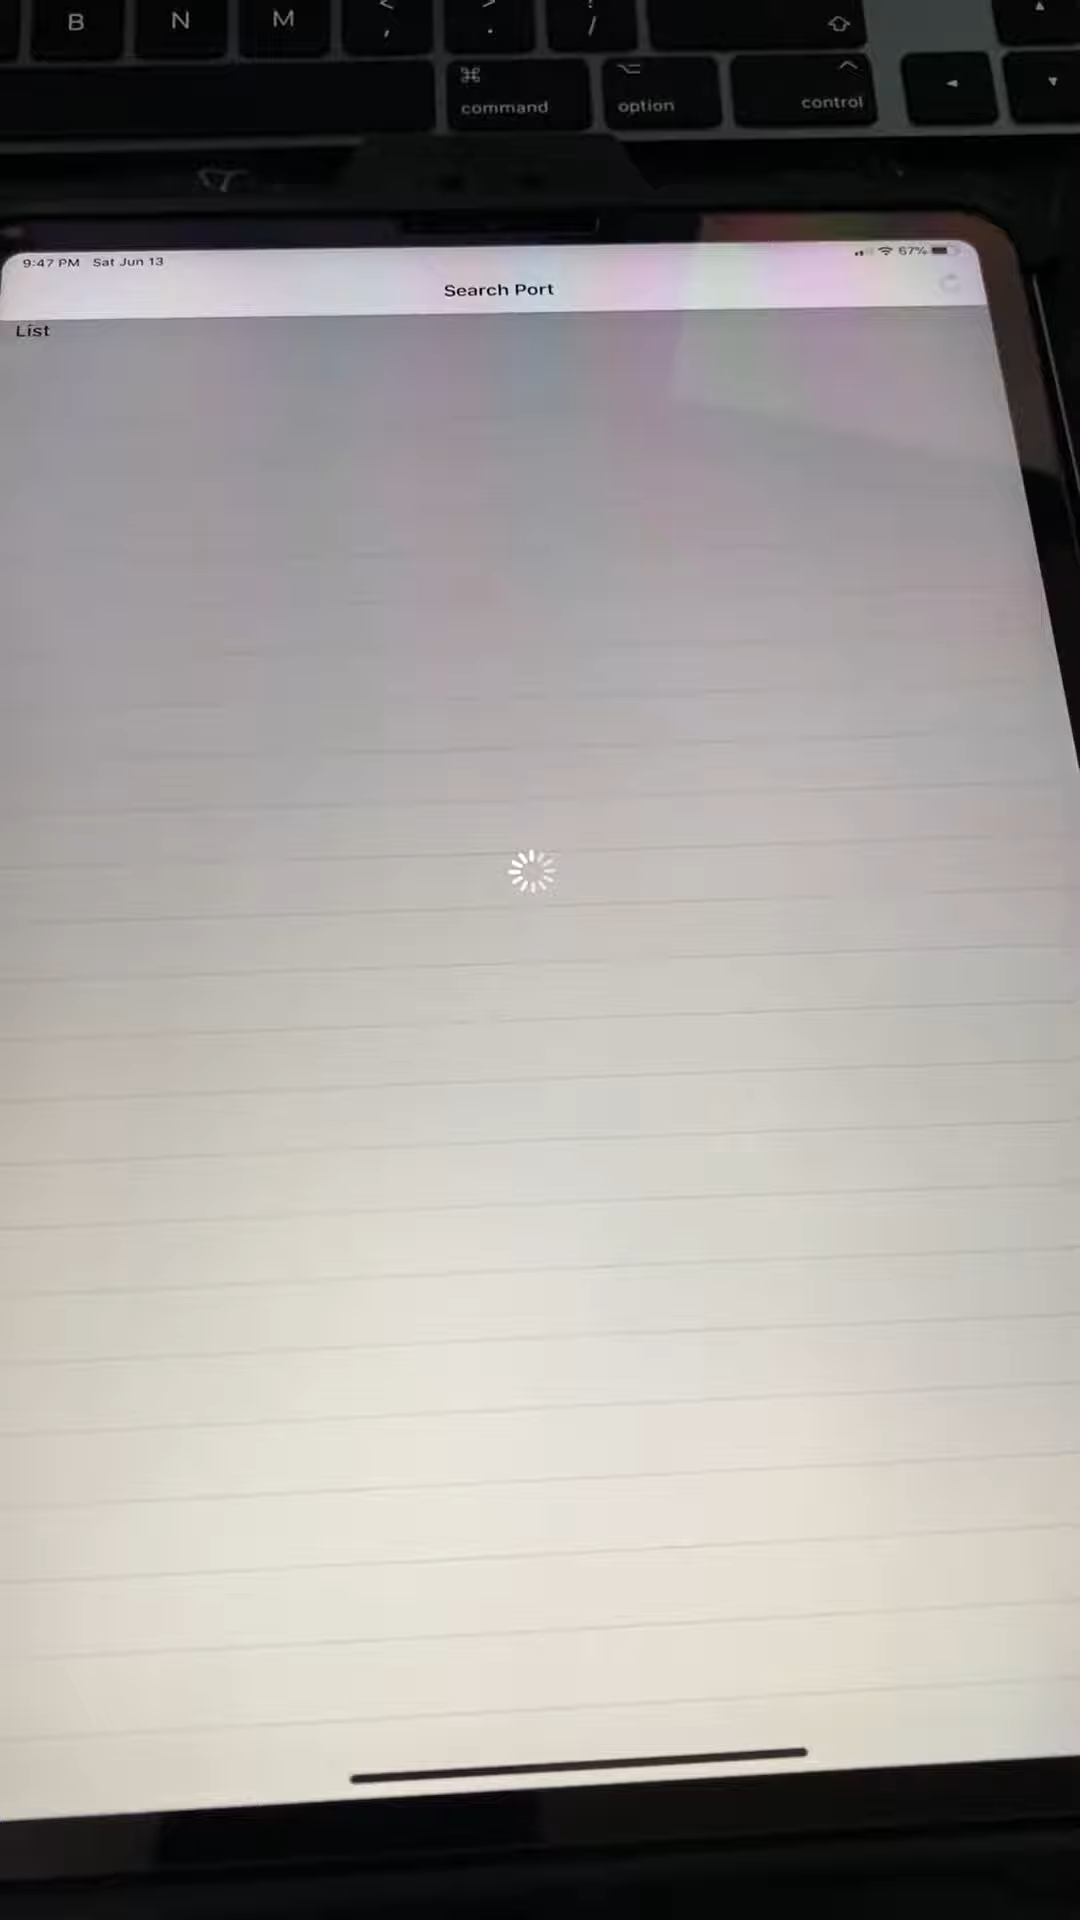 B N M < , > . /
command option control
9:47 PM Sat Jun 13 67%
Search Port
List